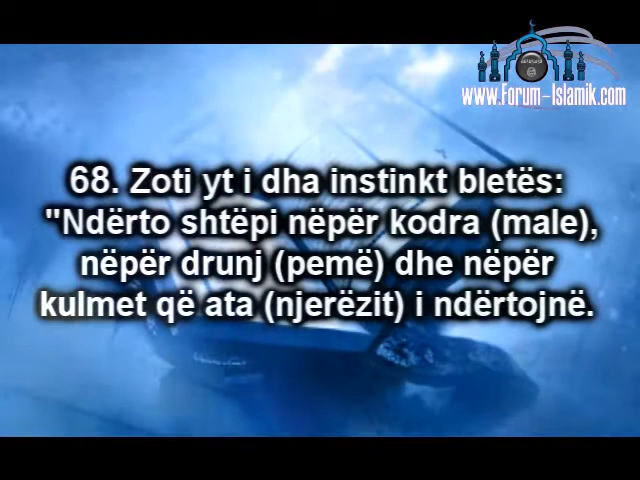 www.Forum-Islamik.com
68. Zoti yt i dha instinkt bletës:
"Ndërto shtëpi nëpër kodra (male),
nëpër drunj (pemë) dhe nëpër
kulmet që ata (njerëzit) i ndërtojnë.